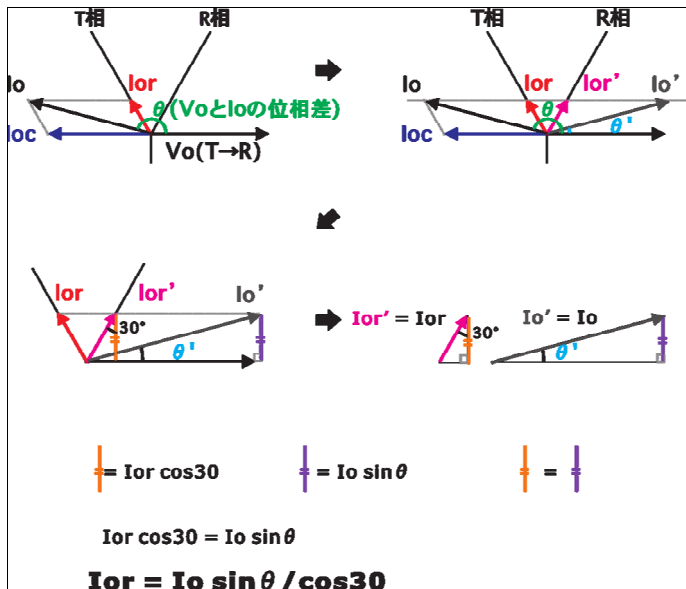 T相 R相
Io Ior θ(VoとIoの位相差)
Ioc Vo(T→R)
T相 R相
Io Ior Ior' Io'
θ
Ioc θ'
Ior Ior' Io'
30°
θ'
Ior' = Ior Io' = Io
30°
θ'
= Ior cos30 = Io sinθ =
Ior cos30 = Io sinθ
Ior = Io sinθ/cos30